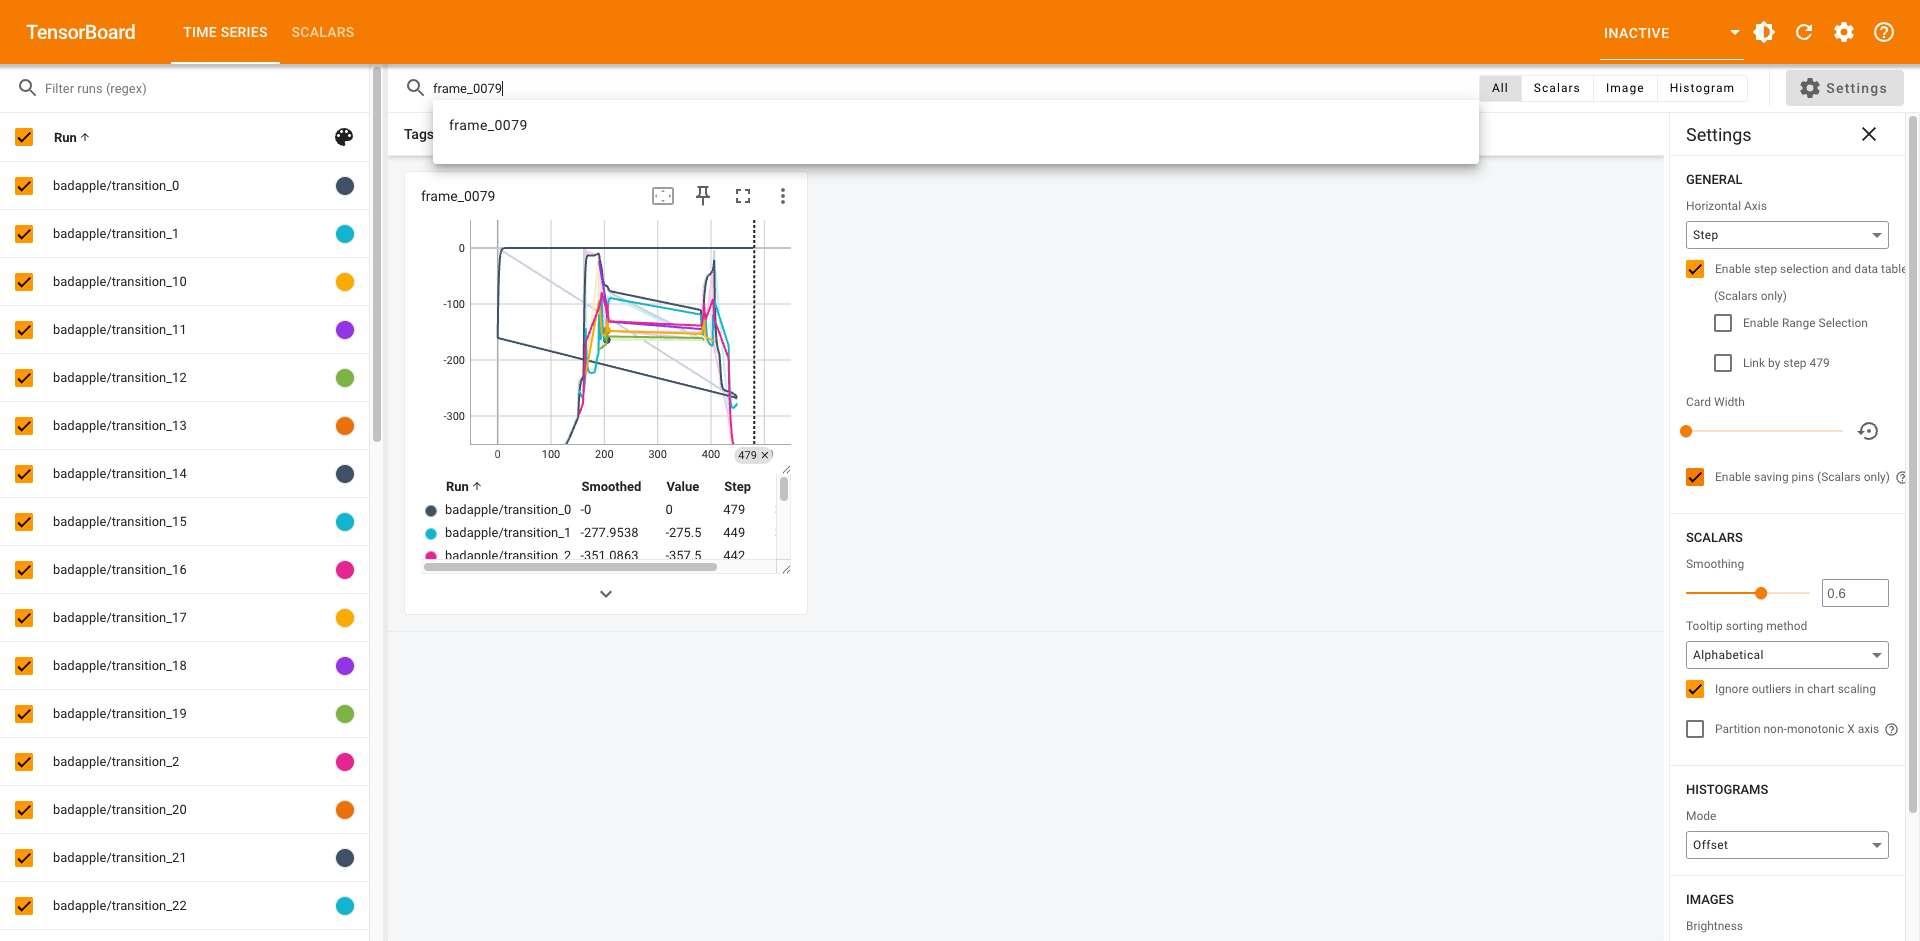 TensorBoard TIME SERIES SCALARS INACTIVE
Filter runs (regex)
frame_0079
All Scalars Image Histogram Settings
frame_0079
Run
Tags
badapple/transition_0
badapple/transition_1
badapple/transition_10
badapple/transition_11
badapple/transition_12
badapple/transition_13
badapple/transition_14
badapple/transition_15
badapple/transition_16
badapple/transition_17
badapple/transition_18
badapple/transition_19
badapple/transition_2
badapple/transition_20
badapple/transition_21
badapple/transition_22
frame_0079
0
-100
-200
-300
0 100 200 300 400 479
Run Smoothed Value Step
badapple/transition_0 -0 0 479
badapple/transition_1 -277.9538 -275.5 449
badapple/transition_2 -351.0863 -357.5 442
Settings
GENERAL
Horizontal Axis
Step
Enable step selection and data table
(Scalars only)
Enable Range Selection
Link by step 479
Card Width
Enable saving pins (Scalars only)
SCALARS
Smoothing
0.6
Tooltip sorting method
Alphabetical
Ignore outliers in chart scaling
Partition non-monotonic X axis
HISTOGRAMS
Mode
Offset
IMAGES
Brightness